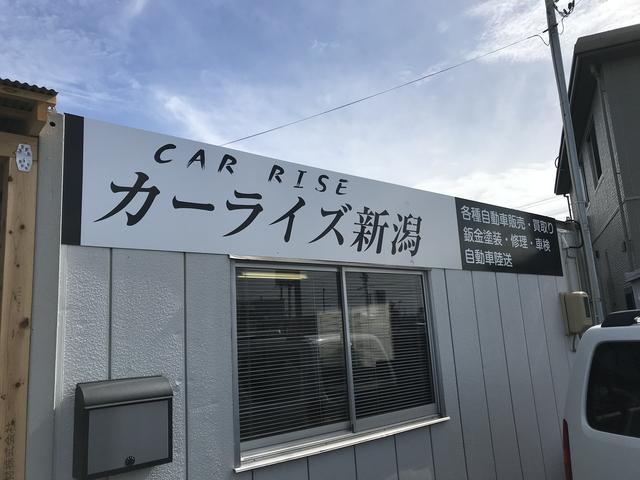 CAR RISE
カーライズ新潟
各種自動車販売・買取り
鈑金塗装・修理・車検
自動車陸送